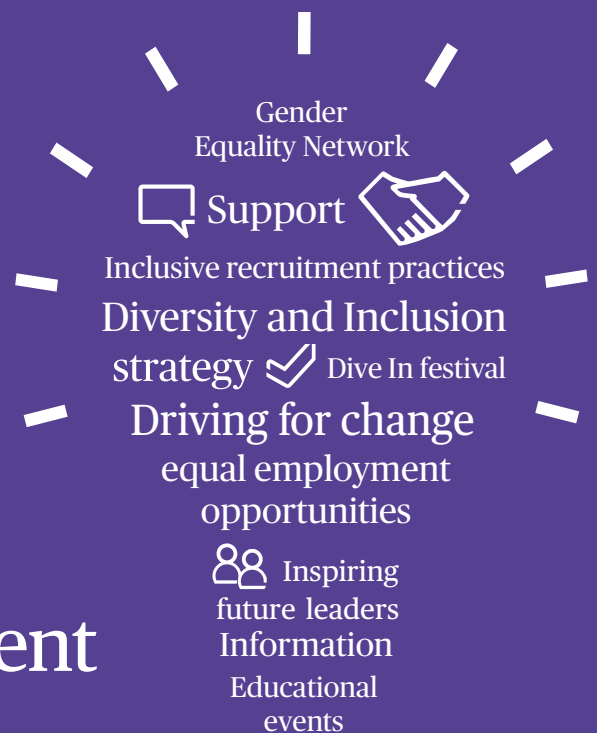 Gender
Equality Network
Support
Inclusive recruitment practices
Diversity and Inclusion
strategy Dive In festival
Driving for change
equal employment
opportunities
Inspiring
future leaders
Information
ent
Educational
events